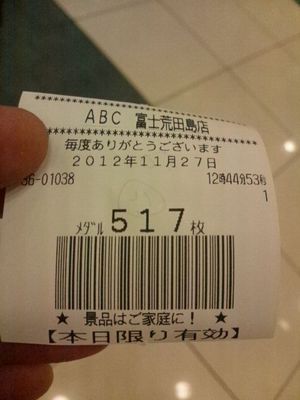 ABC 富士荒田島店
毎度ありがとうございます
2012年11月27日
36-01038 12時44分53秒
1
ﾒﾀﾞﾙ 517枚
★ 景品はご家庭に！ ★
【本日限り有効】